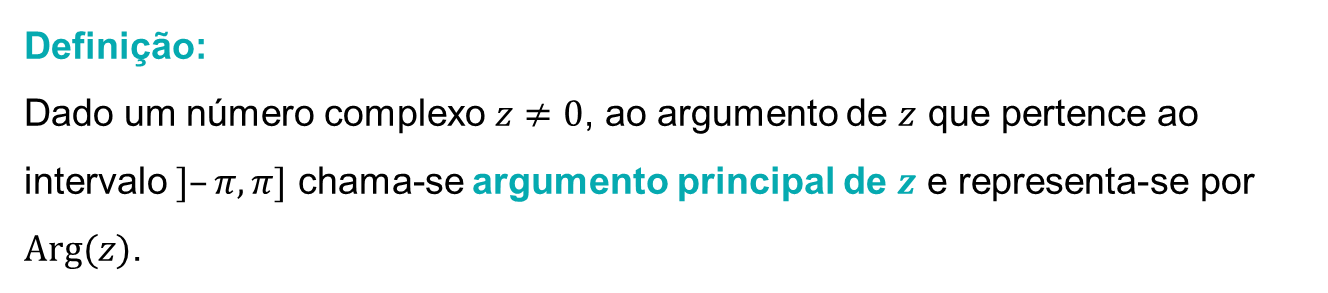 Definição:
Dado um número complexo z ≠ 0, ao argumento de z que pertence ao
intervalo ]– π, π] chama-se argumento principal de z e representa-se por
Arg(z).